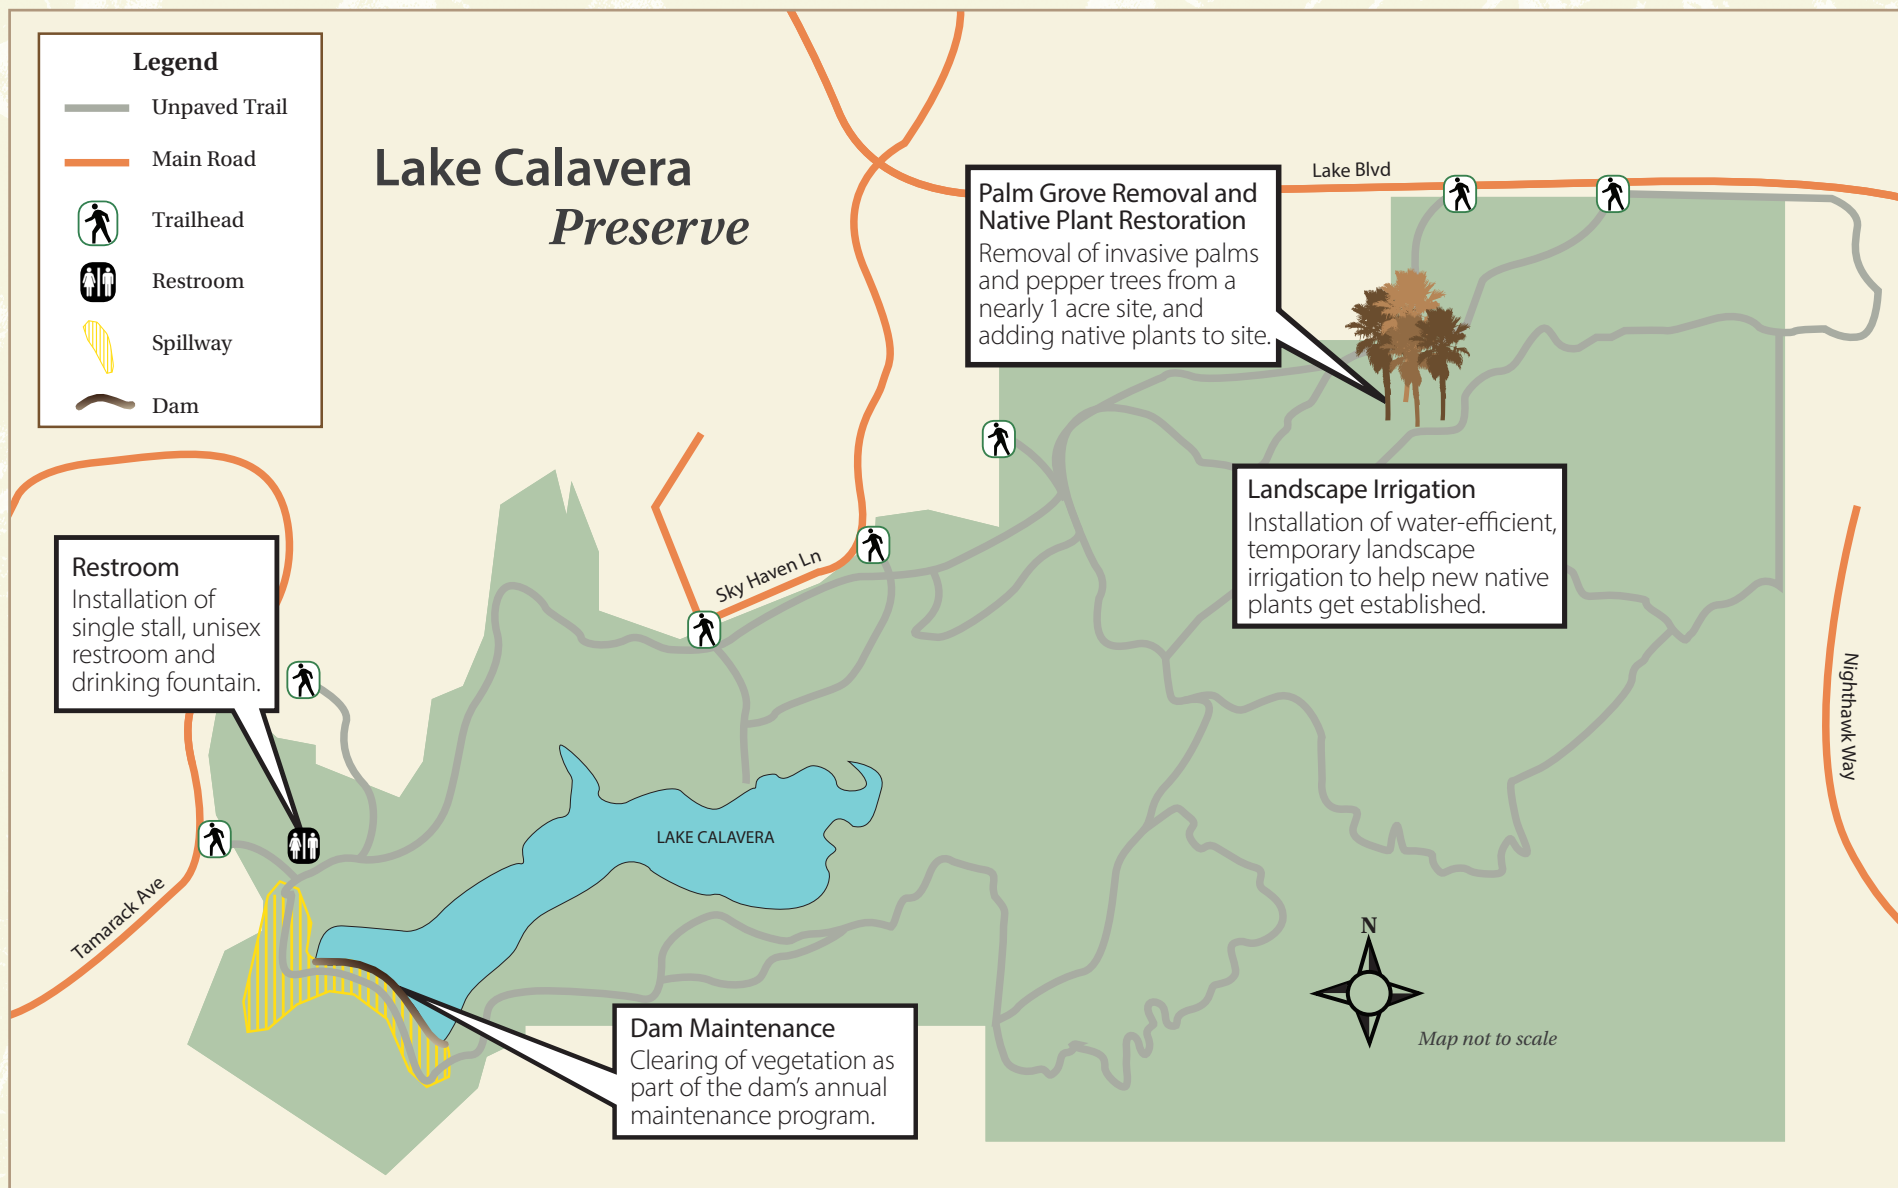 Legend
Unpaved Trail
Main Road
Trailhead
Restroom
Spillway
Dam
Lake Calavera
Preserve
Lake Blvd
Palm Grove Removal and
Native Plant Restoration
Removal of invasive palms
and pepper trees from a
nearly 1 acre site, and
adding native plants to site.
Landscape Irrigation
Installation of water-efficient,
temporary landscape
irrigation to help new native
plants get established.
Sky Haven Ln
Restroom
Installation of
single stall, unisex
restroom and
drinking fountain.
Nighthawk Way
LAKE CALAVERA
Tamarack Ave
N
Map not to scale
Dam Maintenance
Clearing of vegetation as
part of the dam's annual
maintenance program.